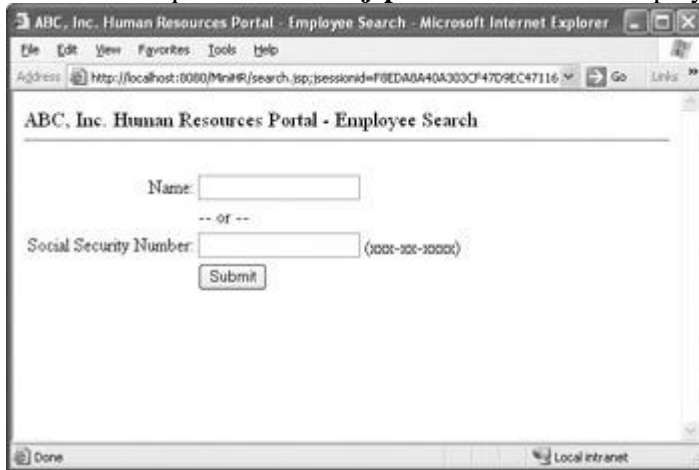 ABC, Inc. Human Resources Portal - Employee Search - Microsoft Internet Explorer
File Edit View Favorites Tools Help
Address http://localhost:8080/MiniHR/search.jsp;jsessionid=F8EDA8A40A303CF47D9EC47116 Go Links »
ABC, Inc. Human Resources Portal - Employee Search
Name:
-- or --
Social Security Number: (xxx-xx-xxxx)
Submit
Done Local intranet